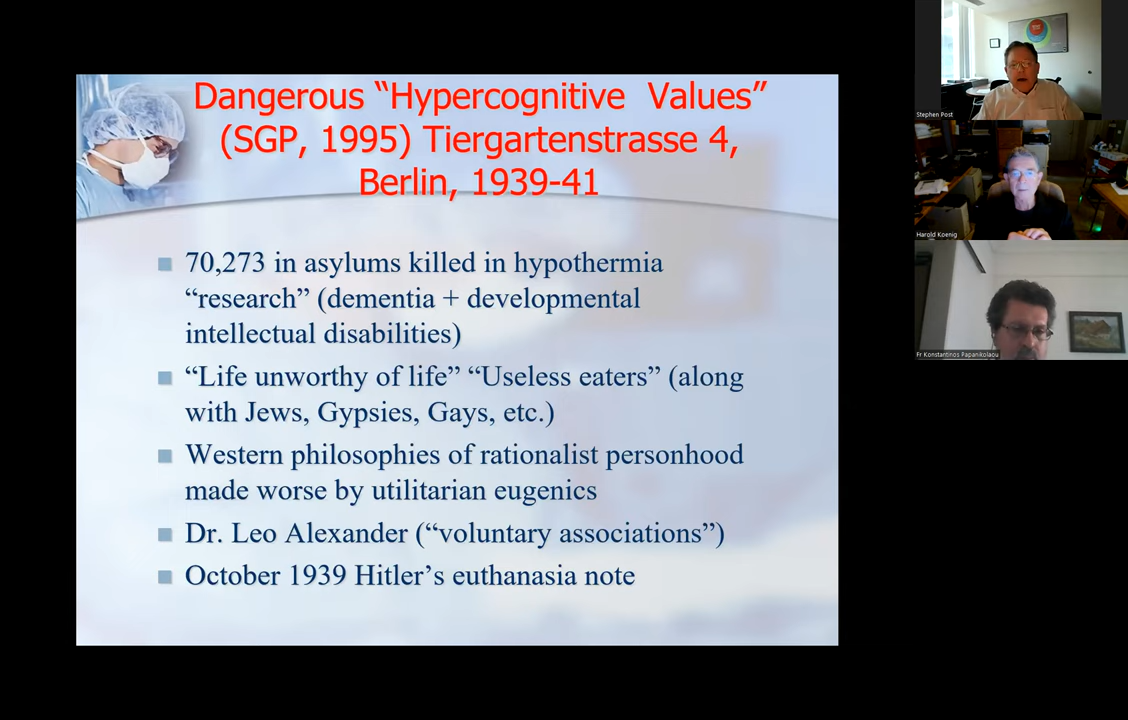 Dangerous “Hypercognitive Values”
(SGP, 1995) Tiergartenstrasse 4,
Berlin, 1939-41
70,273 in asylums killed in hypothermia
“research” (dementia + developmental
intellectual disabilities)
“Life unworthy of life” “Useless eaters” (along
with Jews, Gypsies, Gays, etc.)
Western philosophies of rationalist personhood
made worse by utilitarian eugenics
Dr. Leo Alexander (“voluntary associations”)
October 1939 Hitler’s euthanasia note
Stephen Post
Harold Koenig
Fr Konstantinos Papanikolaou